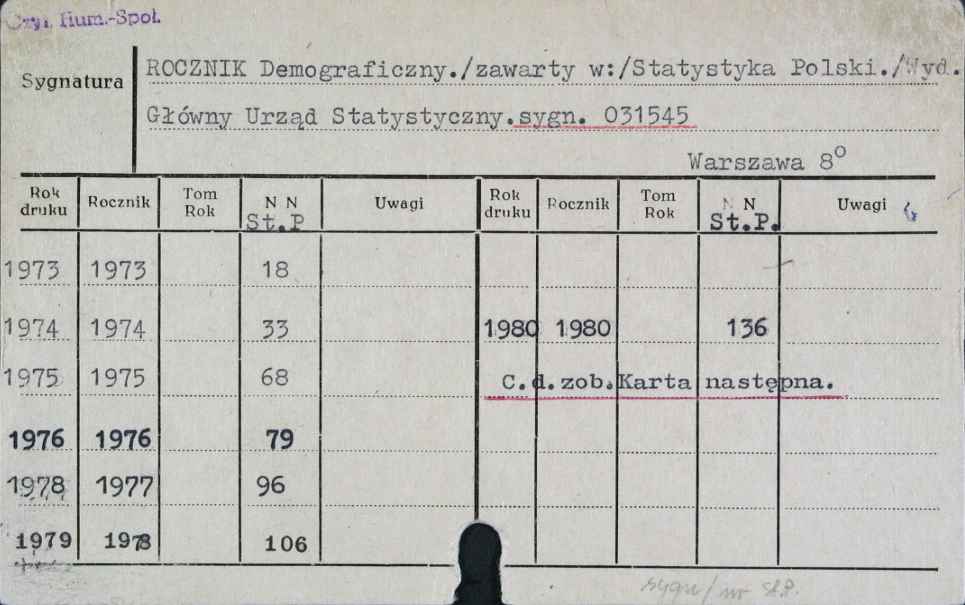 Czyt. Hum.-Społ.
Sygnatura
ROCZNIK Demograficzny./zawarty w:/Statystyka Polski./Wyd.
Główny Urząd Statystyczny.sygn. 031545
Warszawa 8°
Rok druku Rocznik Tom Rok N N St.P Uwagi Rok druku Rocznik Tom Rok N N St.P. Uwagi
1973 1973 18
1974 1974 33 1980 1980 136
1975 1975 68 C.d.zob.Karta następna.
1976 1976 79
1978 1977 96
1979 1978 106